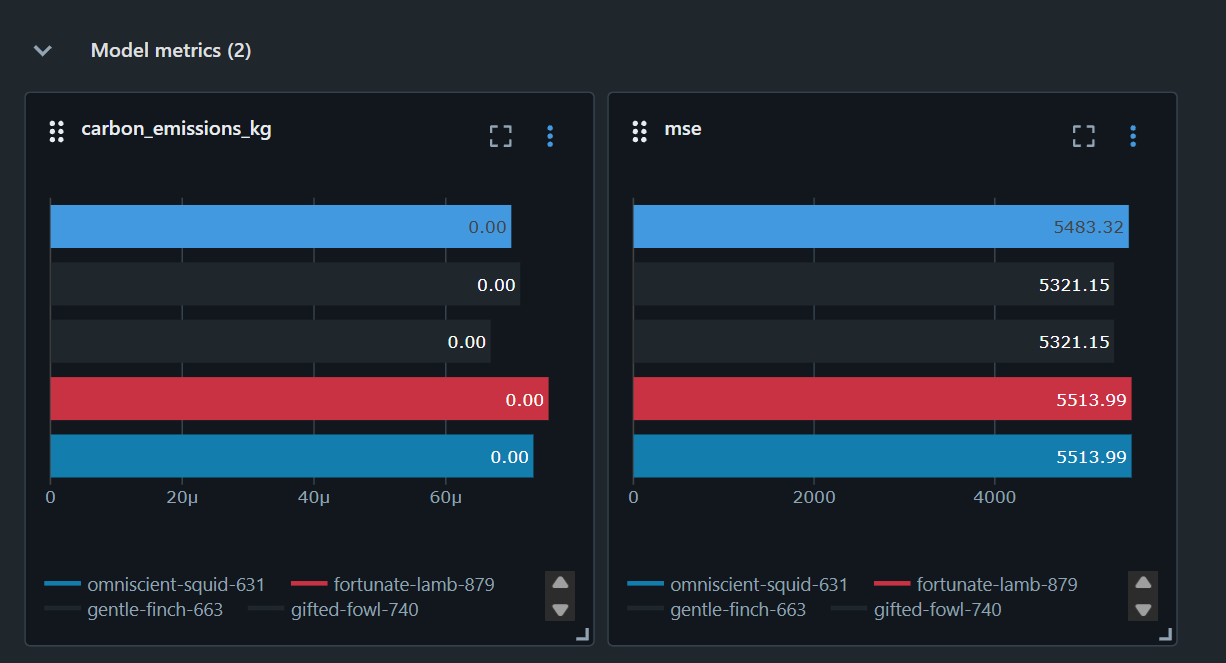 Model metrics (2)
carbon_emissions_kg
0.00
0.00
0.00
0.00
0.00
0 20µ 40µ 60µ
omniscient-squid-631 fortunate-lamb-879
gentle-finch-663 gifted-fowl-740
mse
5483.32
5321.15
5321.15
5513.99
5513.99
0 2000 4000
omniscient-squid-631 fortunate-lamb-879
gentle-finch-663 gifted-fowl-740